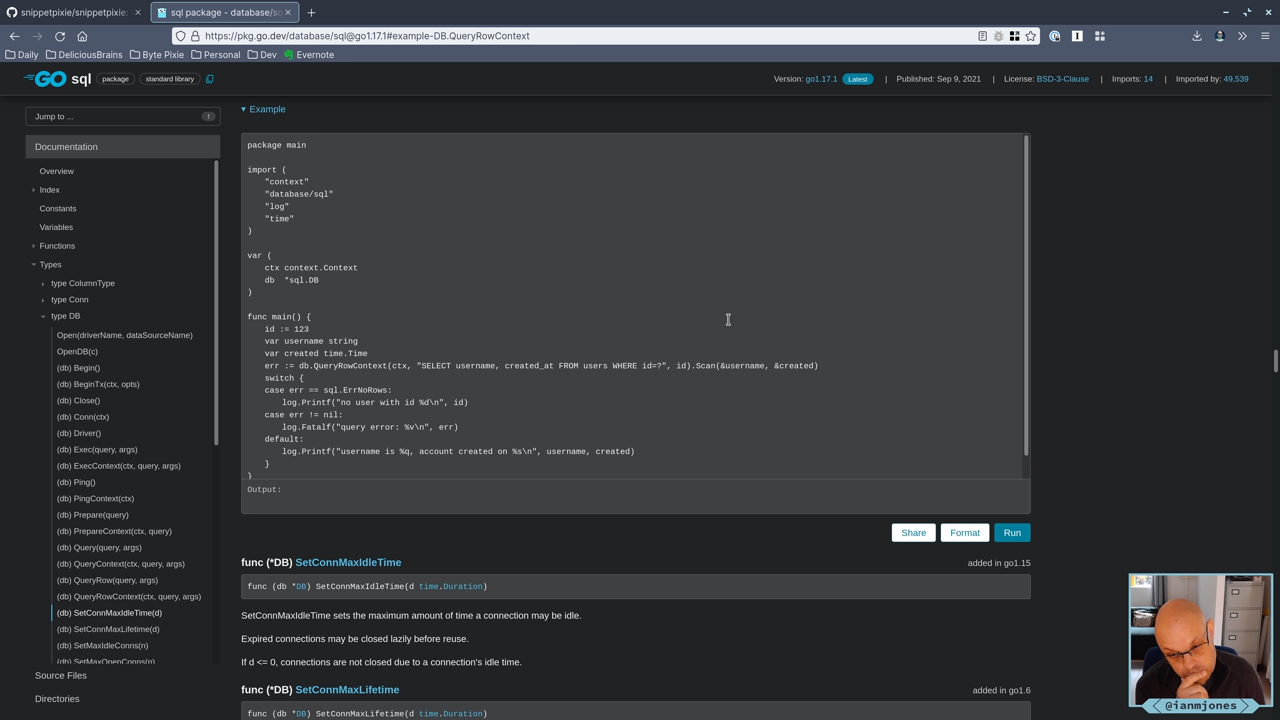 snippetpixie/snippetpixie:
sql package - database/sq
https://pkg.go.dev/database/sql@go1.17.1#example-DB.QueryRowContext
Daily
DeliciousBrains
Byte Pixie
Personal
Dev
Evernote
GO sql package standard library
Version: go1.17.1 Latest | Published: Sep 9, 2021 | License: BSD-3-Clause | Imports: 14 | Imported by: 49,539
Jump to ...
Documentation
Overview
Index
Constants
Variables
Functions
Types
type ColumnType
type Conn
type DB
Open(driverName, dataSourceName)
OpenDB(c)
(db) Begin()
(db) BeginTx(ctx, opts)
(db) Close()
(db) Conn(ctx)
(db) Driver()
(db) Exec(query, args)
(db) ExecContext(ctx, query, args)
(db) Ping()
(db) PingContext(ctx)
(db) Prepare(query)
(db) PrepareContext(ctx, query)
(db) Query(query, args)
(db) QueryContext(ctx, query, args)
(db) QueryRow(query, args)
(db) QueryRowContext(ctx, query, args)
(db) SetConnMaxIdleTime(d)
(db) SetConnMaxLifetime(d)
(db) SetMaxIdleConns(n)
(db) SetMaxOpenConns(n)
Source Files
Directories
Example
package main
import (
"context"
"database/sql"
"log"
"time"
)
var (
ctx context.Context
db  *sql.DB
)
func main() {
id := 123
var username string
var created time.Time
err := db.QueryRowContext(ctx, "SELECT username, created_at FROM users WHERE id=?", id).Scan(&username, &created)
switch {
case err == sql.ErrNoRows:
log.Printf("no user with id %d\n", id)
case err != nil:
log.Fatalf("query error: %v\n", err)
default:
log.Printf("username is %q, account created on %s\n", username, created)
}
}
Output:
Share
Format
Run
func (*DB) SetConnMaxIdleTime added in go1.15
func (db *DB) SetConnMaxIdleTime(d time.Duration)
SetConnMaxIdleTime sets the maximum amount of time a connection may be idle.
Expired connections may be closed lazily before reuse.
If d <= 0, connections are not closed due to a connection's idle time.
func (*DB) SetConnMaxLifetime added in go1.6
func (db *DB) SetConnMaxLifetime(d time.Duration)
@ianmjones